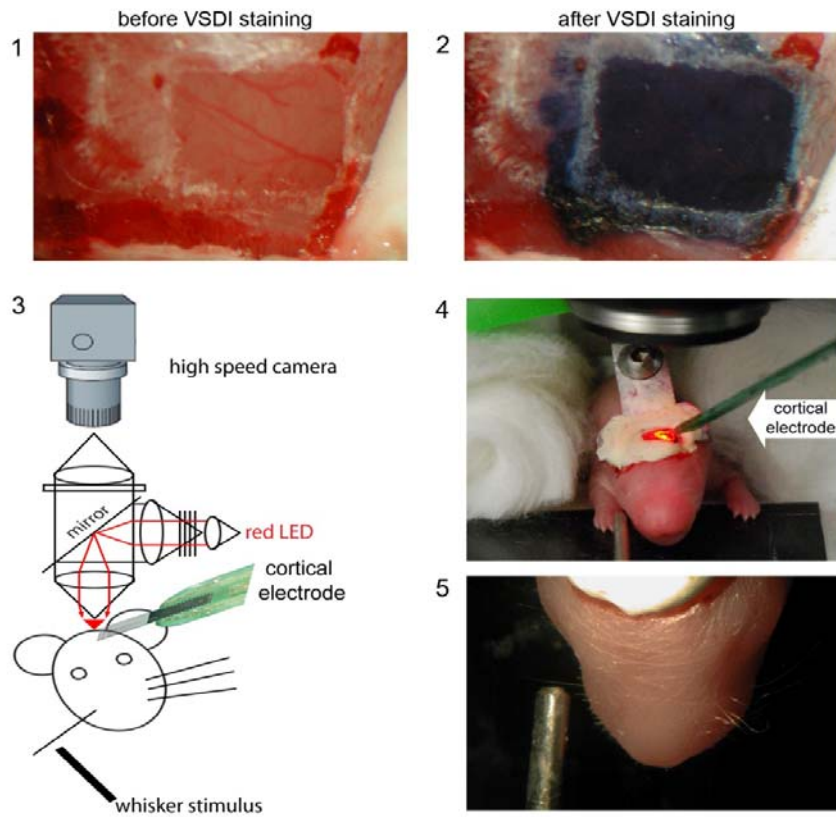 before VSDI staining
after VSDI staining
1
2
3
high speed camera
mirror
red LED
cortical
electrode
whisker stimulus
4
cortical
electrode
5